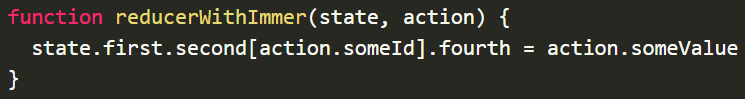 function reducerWithImmer(state, action) {
  state.first.second[action.someId].fourth = action.someValue
}